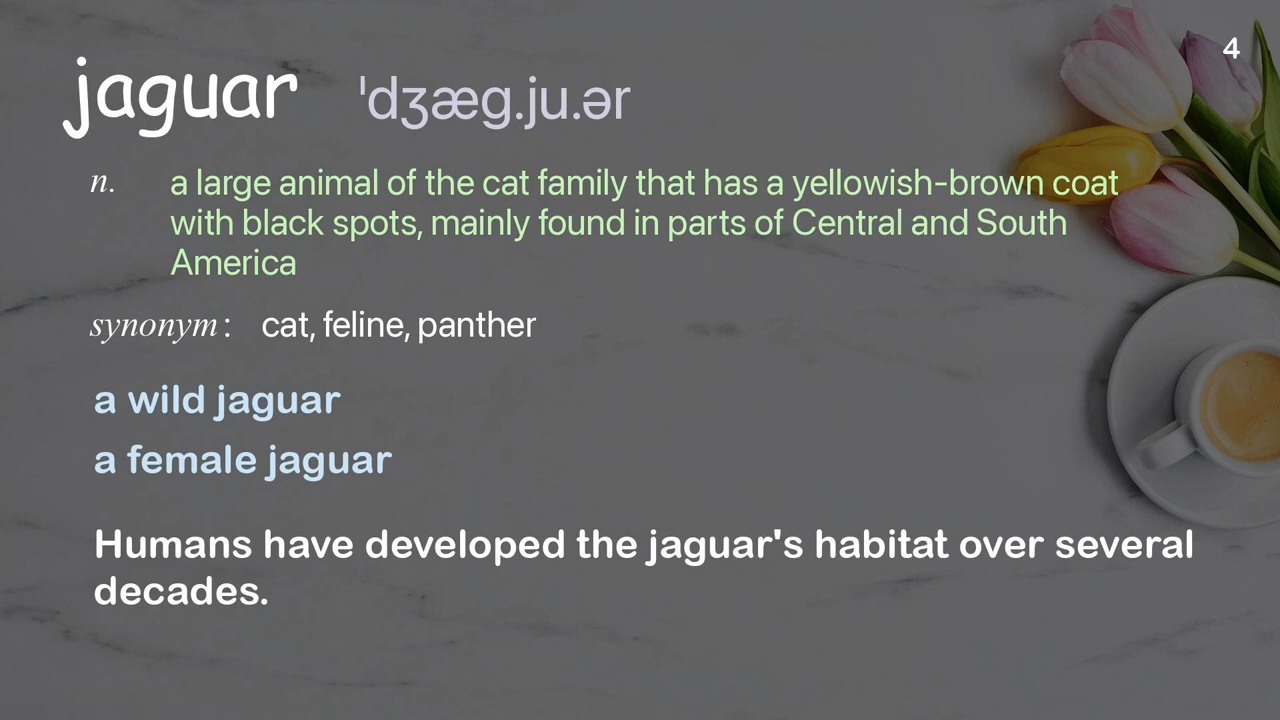 4
jaguar ˈdʒæg.ju.ər
n. a large animal of the cat family that has a yellowish-brown coat
with black spots, mainly found in parts of Central and South
America
synonym: cat, feline, panther
a wild jaguar
a female jaguar
Humans have developed the jaguar's habitat over several
decades.